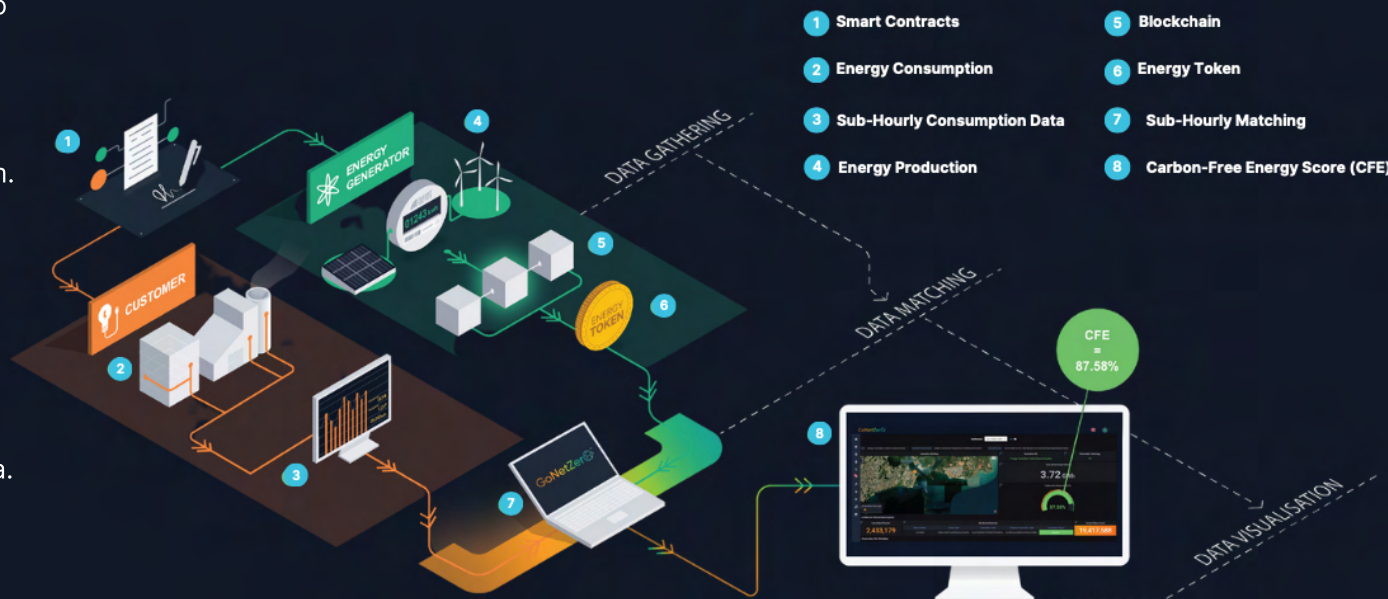 n.
a.
1 Smart Contracts
2 Energy Consumption
3 Sub-Hourly Consumption Data
4 Energy Production
5 Blockchain
6 Energy Token
7 Sub-Hourly Matching
8 Carbon-Free Energy Score (CFE)
1
ENERGY
GENERATOR
4
DATA GATHERING
01243
5
CUSTOMER
6
ENERGY
TOKEN
DATA MATCHING
2
CFE
=
87.58%
3
7
GoNetZero
8
GoNetZero
3.72
2,433,179
DATA VISUALISATION